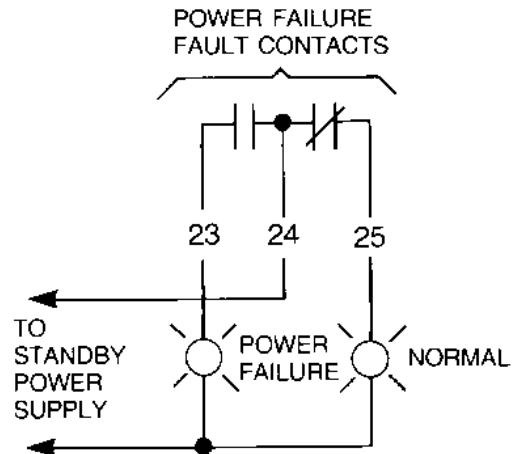 POWER FAILURE
FAULT CONTACTS
23
24
25
TO
STANDBY
POWER
SUPPLY
POWER
FAILURE
NORMAL